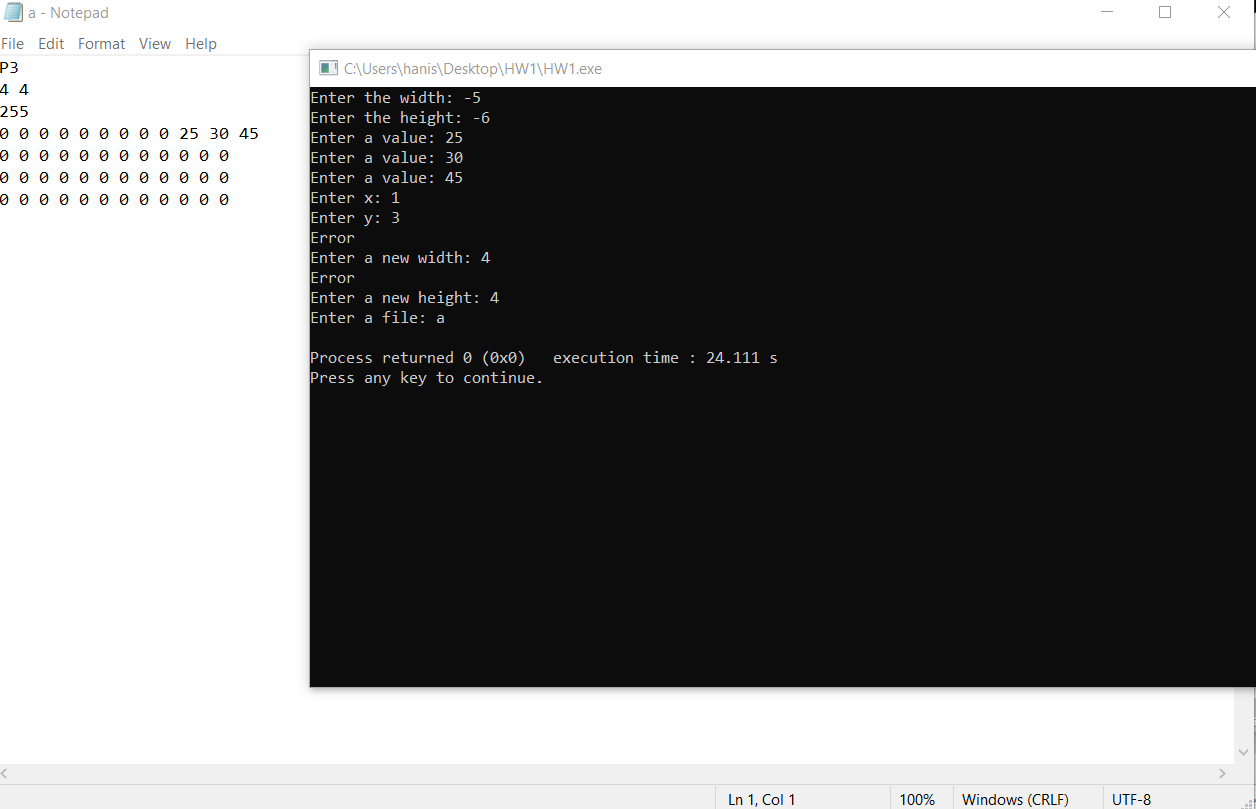 a - Notepad
File Edit Format View Help
P3
4 4
255
0 0 0 0 0 0 0 0 0 25 30 45
0 0 0 0 0 0 0 0 0 0 0 0
0 0 0 0 0 0 0 0 0 0 0 0
0 0 0 0 0 0 0 0 0 0 0 0
C:\Users\hanis\Desktop\HW1\HW1.exe
Enter the width: -5
Enter the height: -6
Enter a value: 25
Enter a value: 30
Enter a value: 45
Enter x: 1
Enter y: 3
Error
Enter a new width: 4
Error
Enter a new height: 4
Enter a file: a
Process returned 0 (0x0)   execution time : 24.111 s
Press any key to continue.
Ln 1, Col 1 100% Windows (CRLF) UTF-8